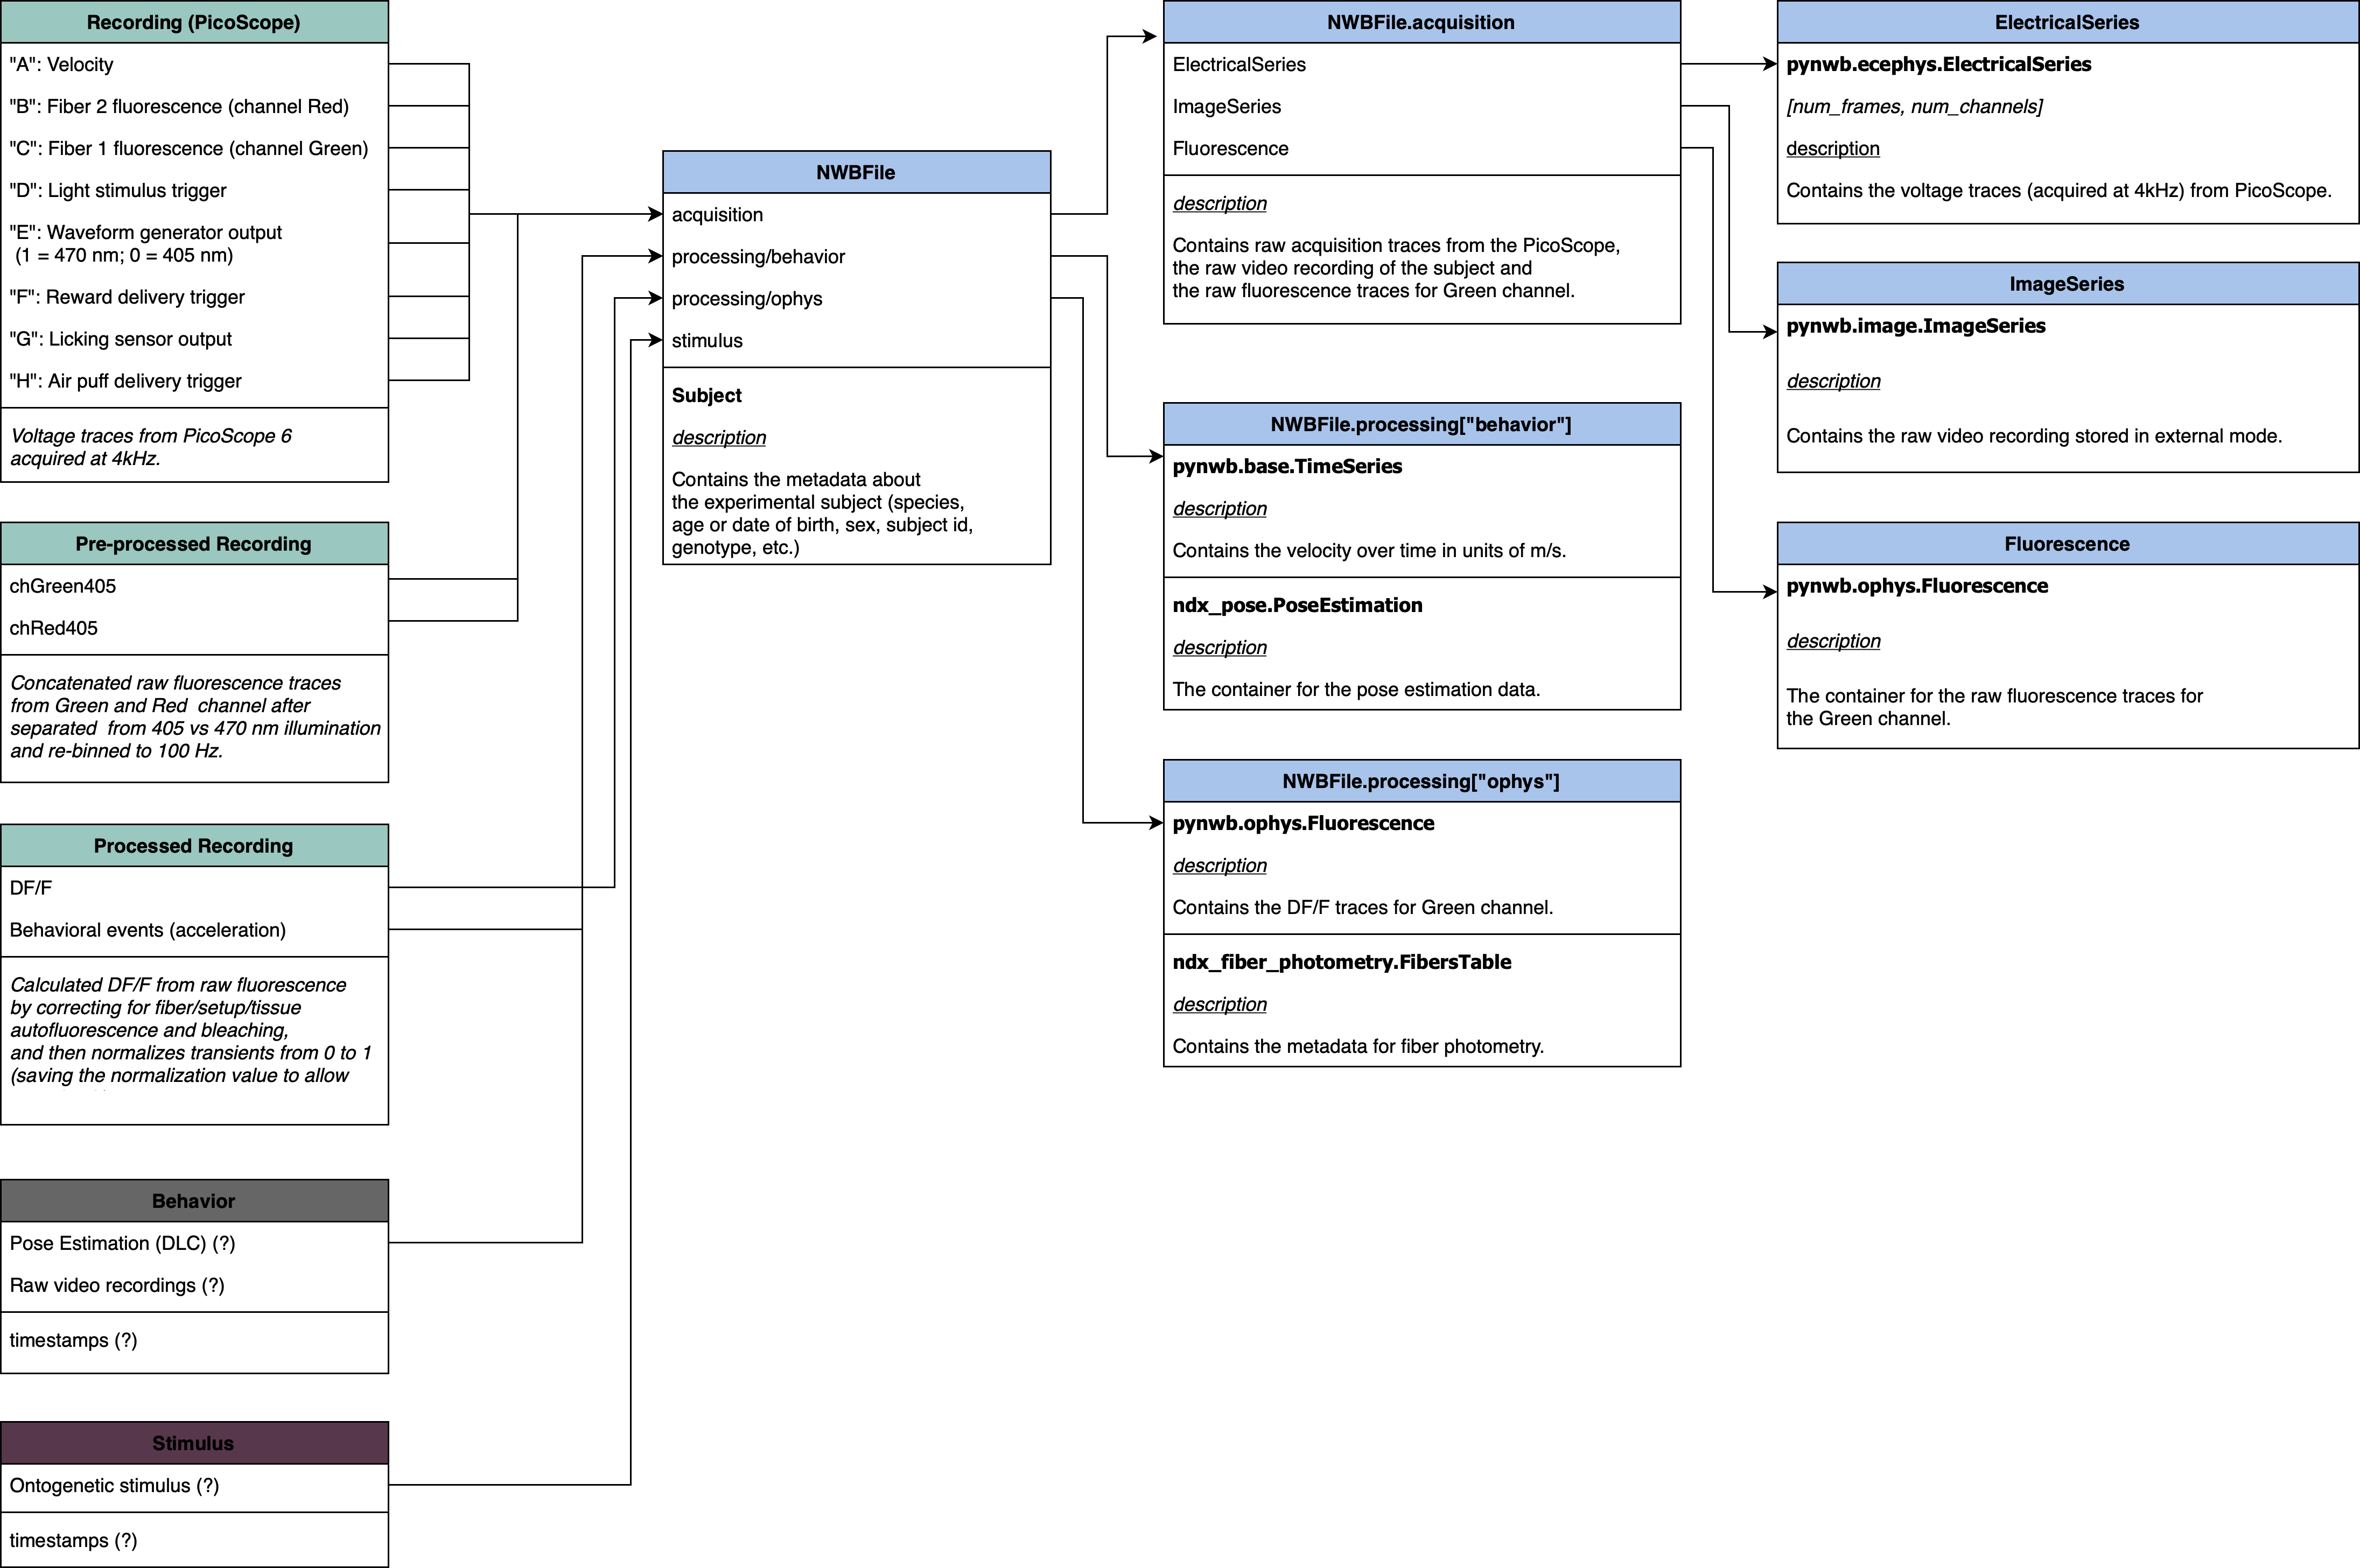 Recording (PicoScope)
"A": Velocity
"B": Fiber 2 fluorescence (channel Red)
"C": Fiber 1 fluorescence (channel Green)
"D": Light stimulus trigger
"E": Waveform generator output
(1 = 470 nm; 0 = 405 nm)
"F": Reward delivery trigger
"G": Licking sensor output
"H": Air puff delivery trigger
Voltage traces from PicoScope 6
acquired at 4kHz.
Pre-processed Recording
chGreen405
chRed405
Concatenated raw fluorescence traces
from Green and Red channel after
separated from 405 vs 470 nm illumination
and re-binned to 100 Hz.
Processed Recording
DF/F
Behavioral events (acceleration)
Calculated DF/F from raw fluorescence
by correcting for fiber/setup/tissue
autofluorescence and bleaching,
and then normalizes transients from 0 to 1
(saving the normalization value to allow
Behavior
Pose Estimation (DLC) (?)
Raw video recordings (?)
timestamps (?)
Stimulus
Ontogenetic stimulus (?)
timestamps (?)
NWBFile
acquisition
processing/behavior
processing/ophys
stimulus
Subject
description
Contains the metadata about
the experimental subject (species,
age or date of birth, sex, subject id,
genotype, etc.)
NWBFile.acquisition
ElectricalSeries
ImageSeries
Fluorescence
description
Contains raw acquisition traces from the PicoScope,
the raw video recording of the subject and
the raw fluorescence traces for Green channel.
NWBFile.processing["behavior"]
pynwb.base.TimeSeries
description
Contains the velocity over time in units of m/s.
ndx_pose.PoseEstimation
description
The container for the pose estimation data.
NWBFile.processing["ophys"]
pynwb.ophys.Fluorescence
description
Contains the DF/F traces for Green channel.
ndx_fiber_photometry.FibersTable
description
Contains the metadata for fiber photometry.
ElectricalSeries
pynwb.ecephys.ElectricalSeries
[num_frames, num_channels]
description
Contains the voltage traces (acquired at 4kHz) from PicoScope.
ImageSeries
pynwb.image.ImageSeries
description
Contains the raw video recording stored in external mode.
Fluorescence
pynwb.ophys.Fluorescence
description
The container for the raw fluorescence traces for
the Green channel.